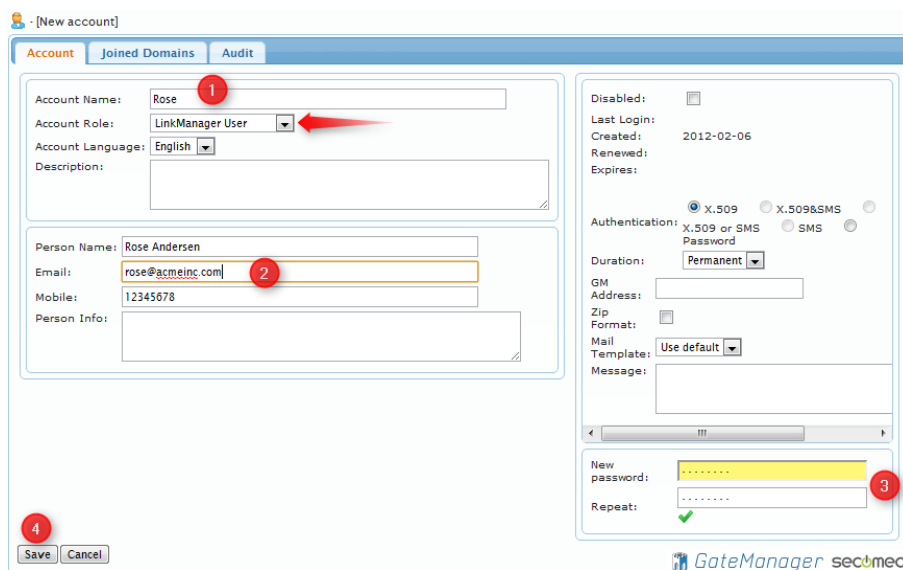 · [New account]
Account Joined Domains Audit
1
Account Name: Rose
Account Role: LinkManager User
Account Language: English
Description:
Person Name: Rose Andersen
Email: rose@acmeinc.com
2
Mobile: 12345678
Person Info:
Disabled:
Last Login:
Created: 2012-02-06
Renewed:
Expires:
Authentication: X.509 X.509&SMS
X.509 or SMS SMS
Password
Duration: Permanent
GM
Address:
Zip
Format:
Mail
Template: Use default
Message:
New
password: ........
3
Repeat: ........
4
Save Cancel
GateManager secomec